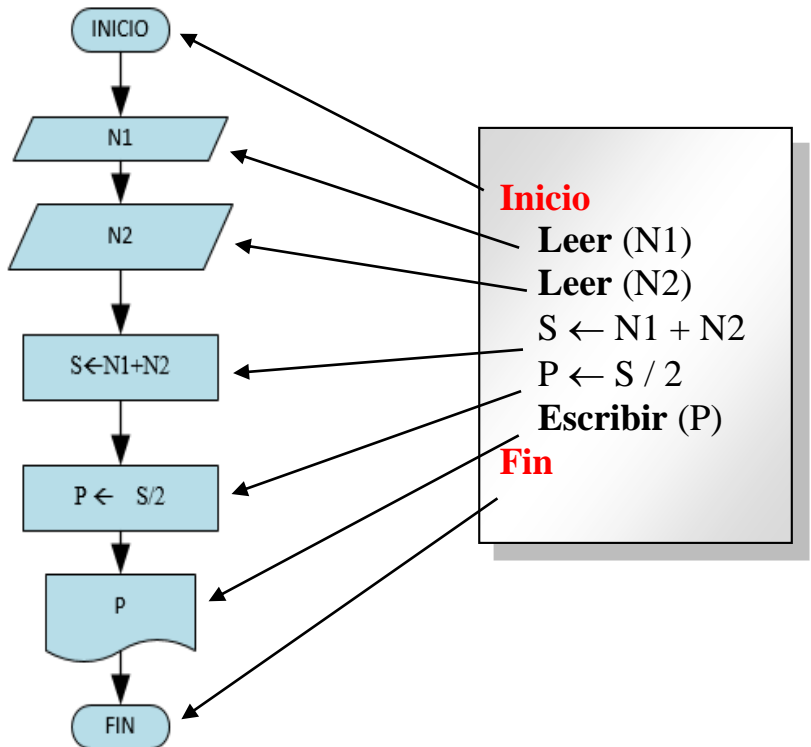 INICIO
N1
N2
S←N1+N2
P ← S/2
P
FIN
Inicio
Leer (N1)
Leer (N2)
S ← N1 + N2
P ← S / 2
Escribir (P)
Fin